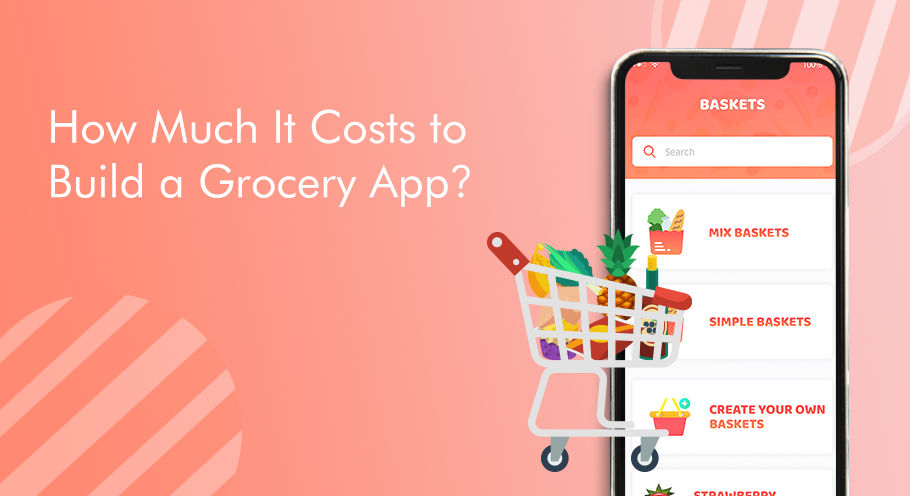 How Much It Costs to
Build a Grocery App?
100%
BASKETS
Search
MIX BASKETS
SIMPLE BASKETS
CREATE YOUR OWN
BASKETS
STRAWBERRY